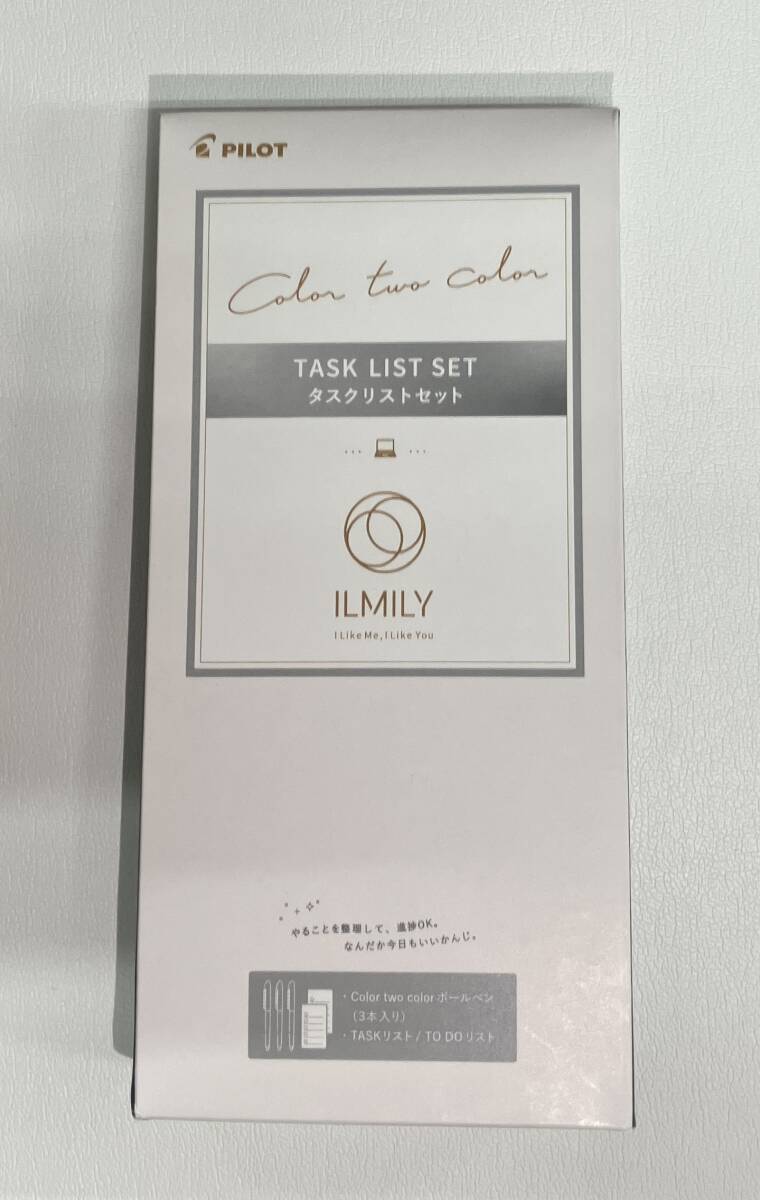 PILOT
Color two color
TASK LIST SET
タスクリストセット
ILMILY
I Like Me, I Like You
やることを整理して、進捗OK。
なんだか今日もいいかんじ。
・Color two color ボールペン
（3本入り）
・TASKリスト / TO DO リスト